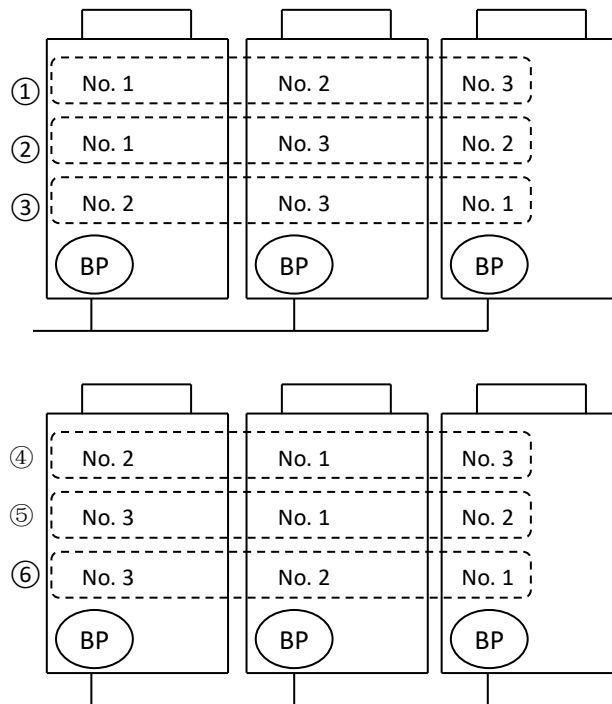 ① No. 1 No. 2 No. 3
② No. 1 No. 3 No. 2
③ No. 2 No. 3 No. 1
BP BP BP
④ No. 2 No. 1 No. 3
⑤ No. 3 No. 1 No. 2
⑥ No. 3 No. 2 No. 1
BP BP BP